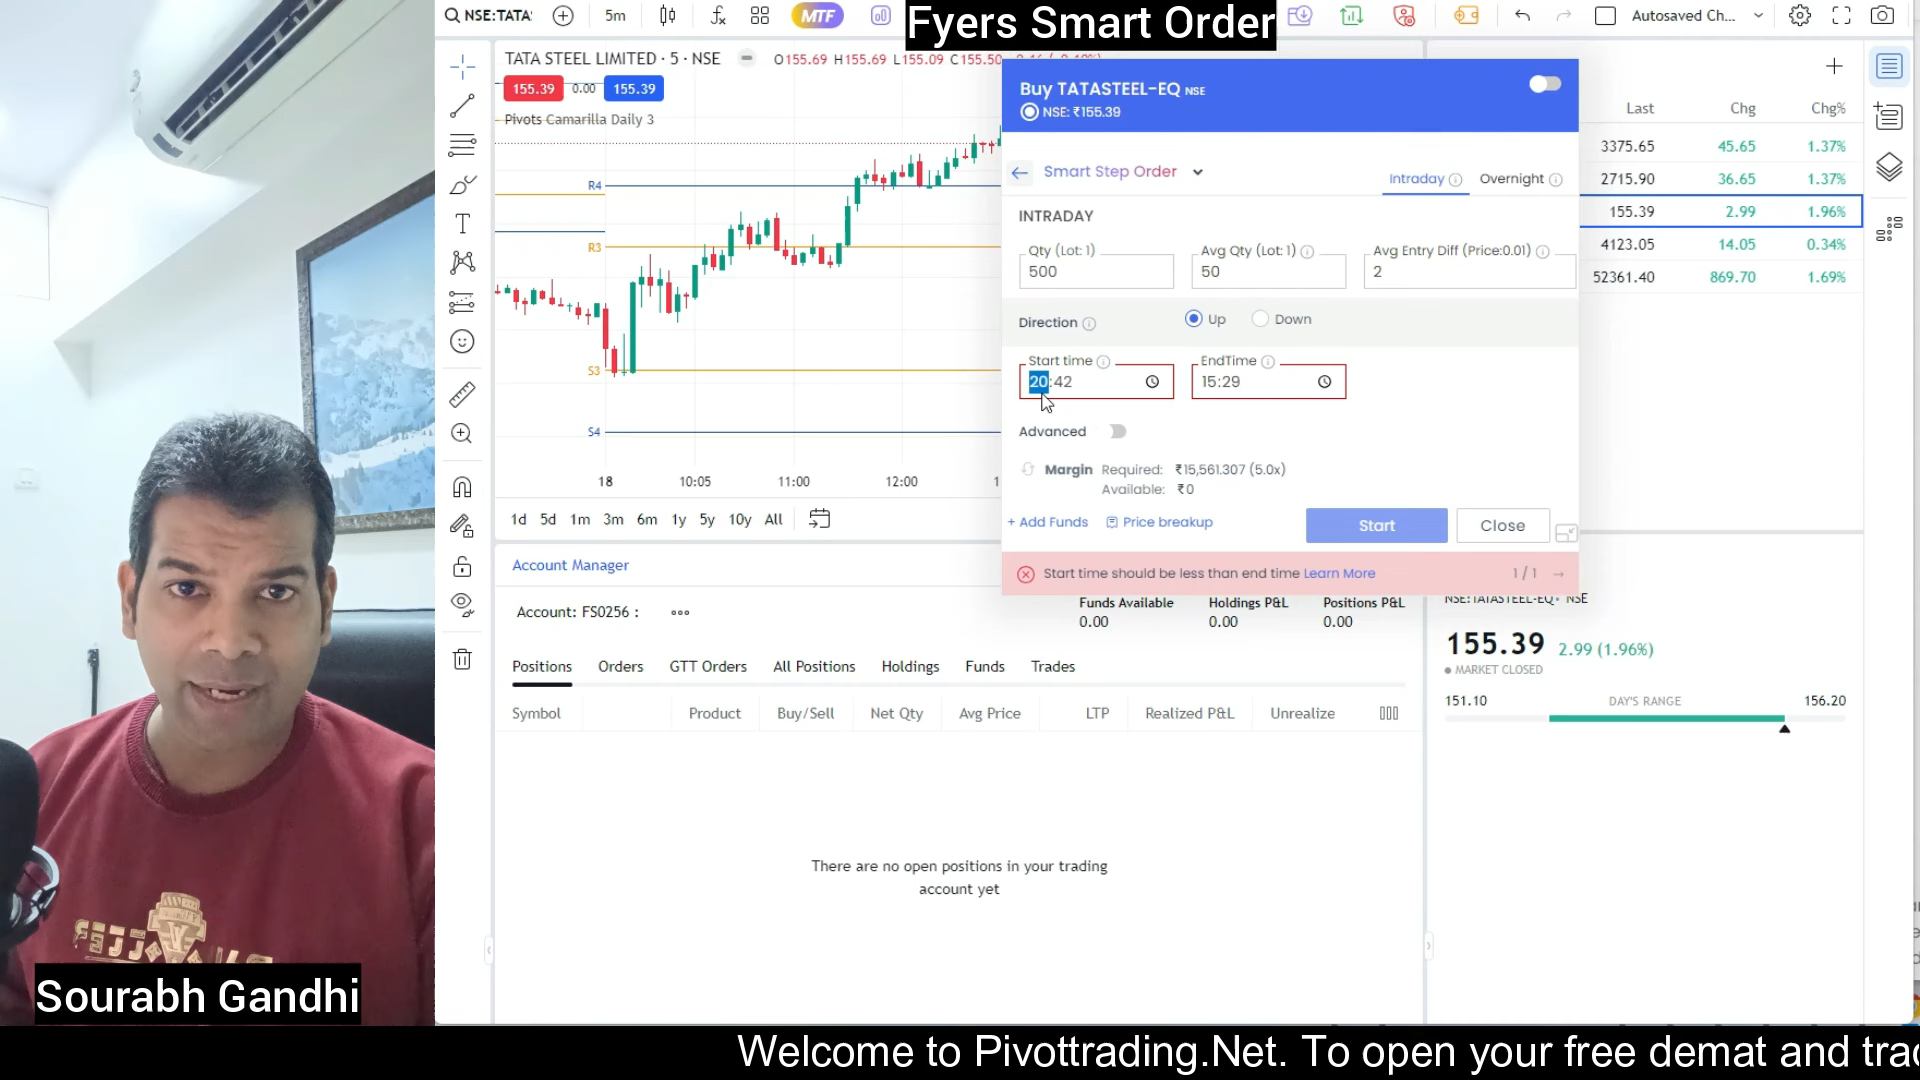 NSE:TATA
5m
MTF
Fyers Smart Order
Autosaved Ch...
TATA STEEL LIMITED · 5 · NSE
O155.69 H155.69 L155.09 C155.50
155.39
0.00
155.39
Pivots Camarilla Daily 3
R4
R3
S3
S4
18
10:05
11:00
12:00
1d 5d 1m 3m 6m 1y 5y 10y All
Buy TATASTEEL-EQ NSE
NSE: ₹155.39
Smart Step Order
Intraday
Overnight
INTRADAY
Qty (Lot: 1)
500
Avg Qty (Lot: 1)
50
Avg Entry Diff (Price:0.01)
2
Direction
Up
Down
Start time
20:42
EndTime
15:29
Advanced
Margin Required: ₹15,561.307 (5.0x)
Available: ₹0
+ Add Funds
Price breakup
Start
Close
Start time should be less than end time Learn More
1 / 1 →
Last Chg Chg%
3375.65 45.65 1.37%
2715.90 36.65 1.37%
155.39 2.99 1.96%
4123.05 14.05 0.34%
52361.40 869.70 1.69%
Account Manager
Account: FS0256 :
Funds Available
0.00
Holdings P&L
0.00
Positions P&L
0.00
Positions Orders GTT Orders All Positions Holdings Funds Trades
Symbol Product Buy/Sell Net Qty Avg Price LTP Realized P&L Unrealize
There are no open positions in your trading
account yet
NSE:TATASTEEL-EQ · NSE
155.39 2.99 (1.96%)
MARKET CLOSED
151.10 DAY'S RANGE 156.20
Sourabh Gandhi
Welcome to Pivottrading.Net. To open your free demat and trac